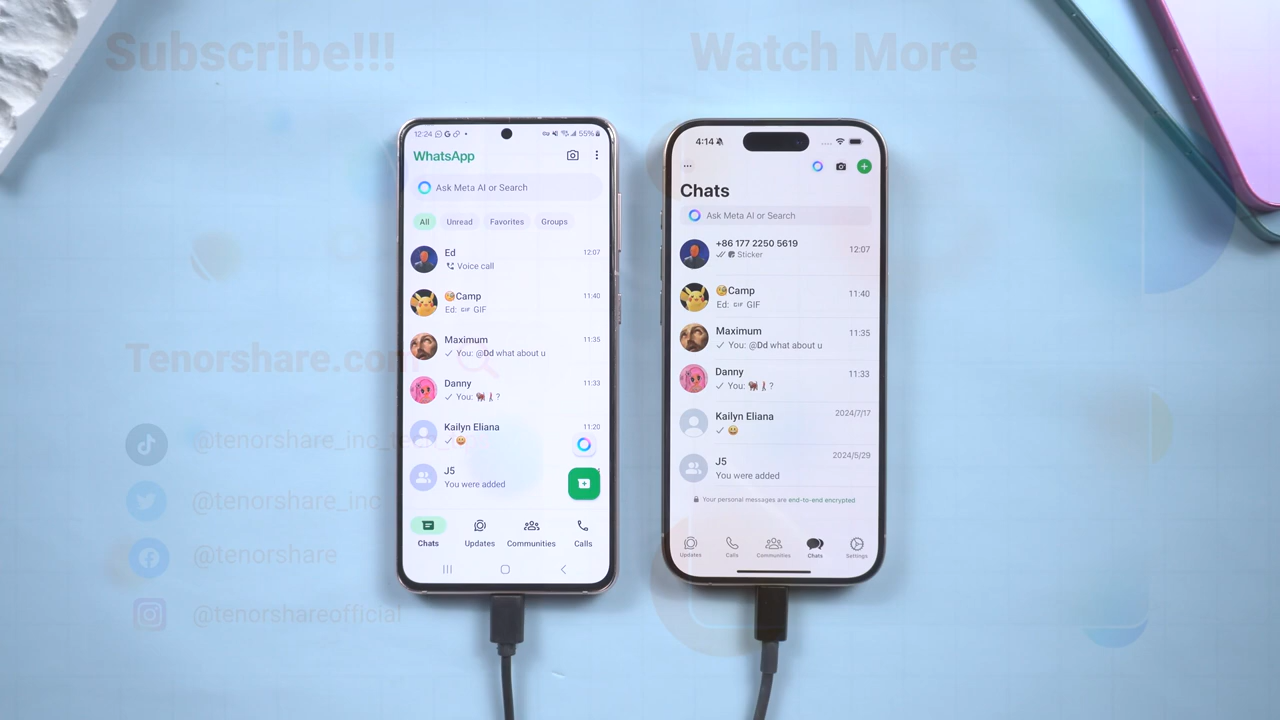 Subscribe!!!
Watch More
Tenorshare.com
@tenorshare_inc_te
@tenorshare_inc
@tenorshare
@tenorshareofficial
12:24
55%
WhatsApp
Ask Meta AI or Search
All Unread Favorites Groups
Ed 12:07
Voice call
🧐Camp 11:40
Ed: GIF GIF
Maximum 11:35
✓ You: @Dd what about u
Danny 11:33
✓ You: 🐂🚶?
Kailyn Eliana 11:20
✓ 😀
J5
You were added
Chats Updates Communities Calls
4:14
Chats
Ask Meta AI or Search
+86 177 2250 5619 12:07
Sticker
🧐Camp 11:40
Ed: GIF GIF
Maximum 11:35
✓ You: @Dd what about u
Danny 11:33
✓ You: 🐂🚶?
Kailyn Eliana 2024/7/17
✓ 😀
J5 2024/5/29
You were added
Your personal messages are end-to-end encrypted
Updates Calls Communities Chats Settings